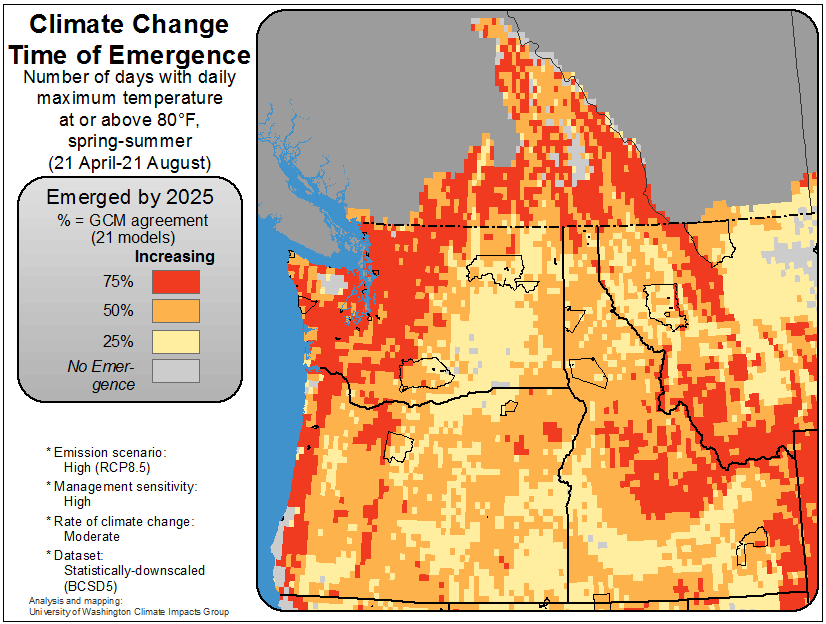 Climate Change
Time of Emergence
Number of days with daily
maximum temperature
at or above 80°F,
spring-summer
(21 April-21 August)
Emerged by 2025
% = GCM agreement
(21 models)
Increasing
75%
50%
25%
No Emer-
gence
* Emission scenario:
High (RCP8.5)
* Management sensitivity:
High
* Rate of climate change:
Moderate
* Dataset:
Statistically-downscaled
(BCSD5)
Analysis and mapping:
University of Washington Climate Impacts Group